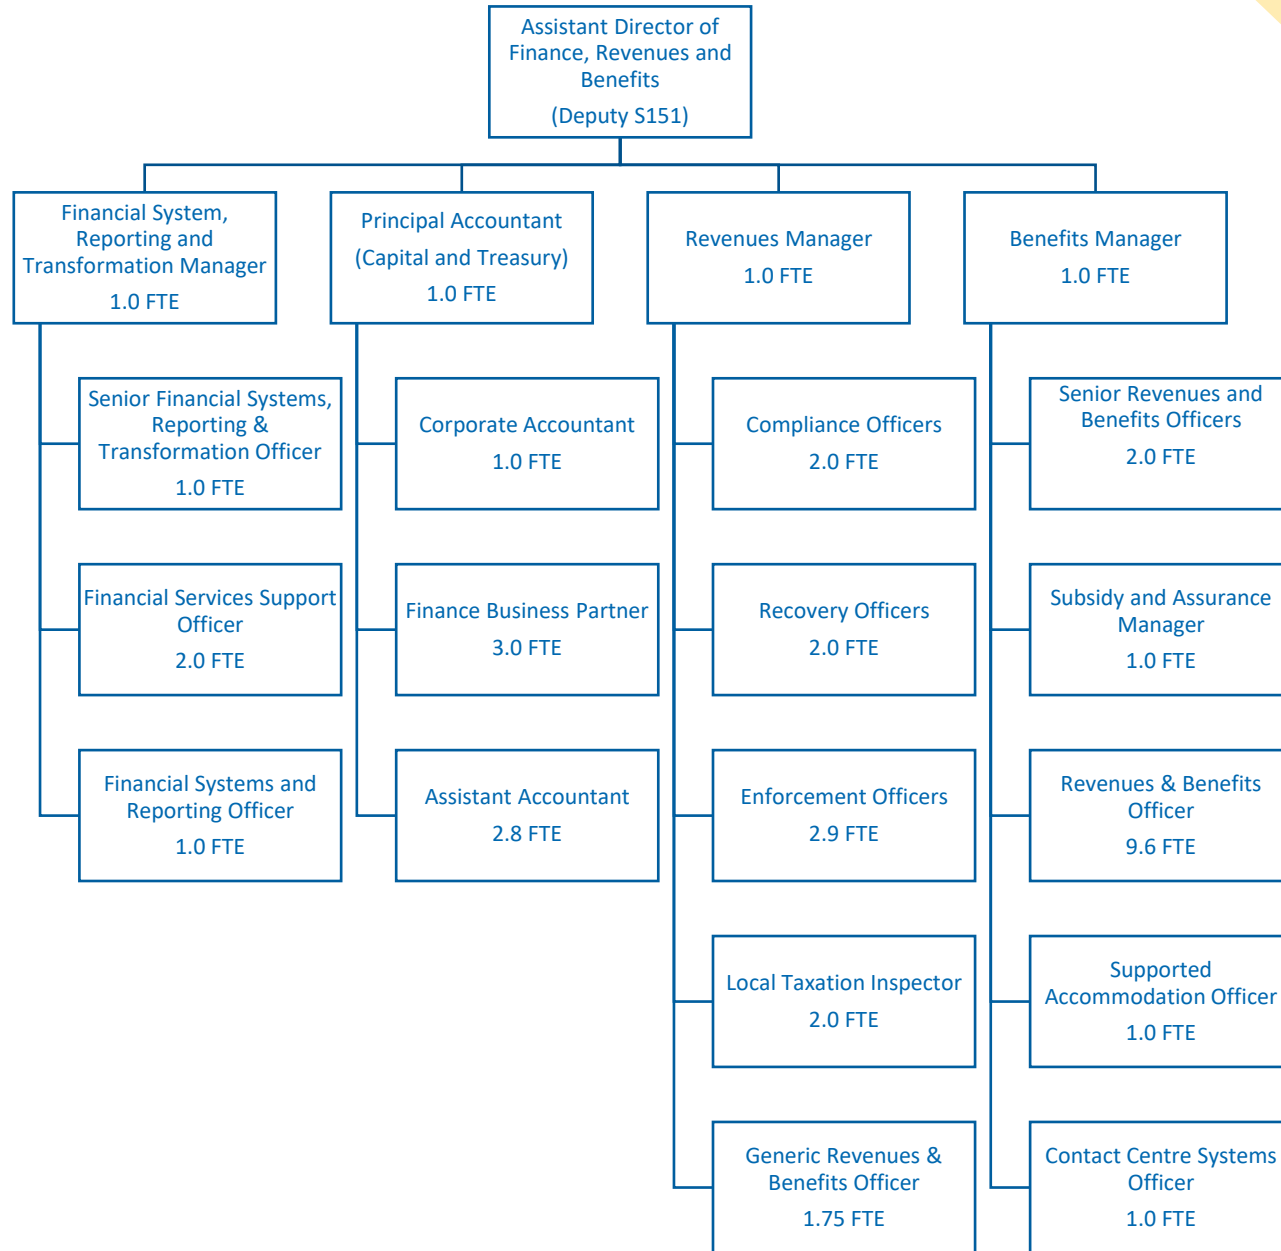 Assistant Director of
Finance, Revenues and
Benefits
(Deputy S151)
Financial System,
Reporting and
Transformation Manager
1.0 FTE
Principal Accountant
(Capital and Treasury)
1.0 FTE
Revenues Manager
1.0 FTE
Benefits Manager
1.0 FTE
Senior Financial Systems,
Reporting &
Transformation Officer
1.0 FTE
Corporate Accountant
1.0 FTE
Compliance Officers
2.0 FTE
Senior Revenues and
Benefits Officers
2.0 FTE
Financial Services Support
Officer
2.0 FTE
Finance Business Partner
3.0 FTE
Recovery Officers
2.0 FTE
Subsidy and Assurance
Manager
1.0 FTE
Financial Systems and
Reporting Officer
1.0 FTE
Assistant Accountant
2.8 FTE
Enforcement Officers
2.9 FTE
Revenues & Benefits
Officer
9.6 FTE
Local Taxation Inspector
2.0 FTE
Supported
Accommodation Officer
1.0 FTE
Generic Revenues &
Benefits Officer
1.75 FTE
Contact Centre Systems
Officer
1.0 FTE